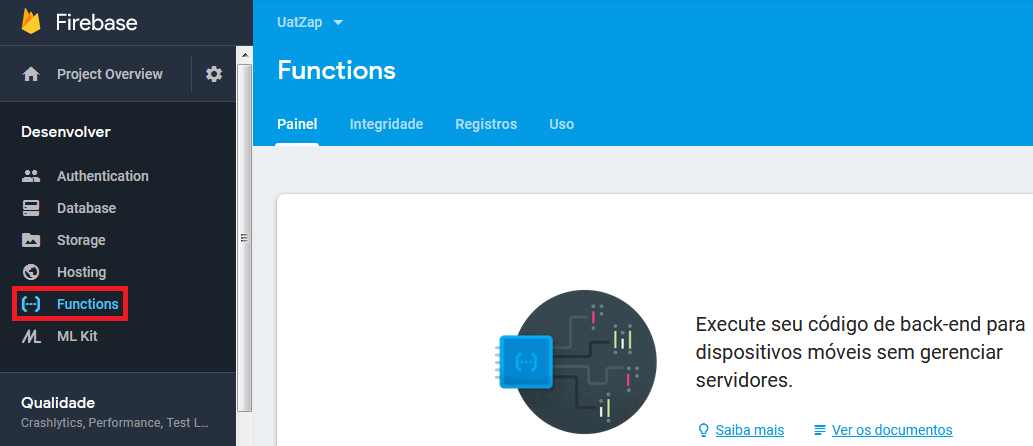 Firebase
Project Overview
Desenvolver
Authentication
Database
Storage
Hosting
Functions
ML Kit
Qualidade
Crashlytics, Performance, Test L...
UatZap
Functions
Painel Integridade Registros Uso
Execute seu código de back-end para
dispositivos móveis sem gerenciar
servidores.
Saiba mais Ver os documentos